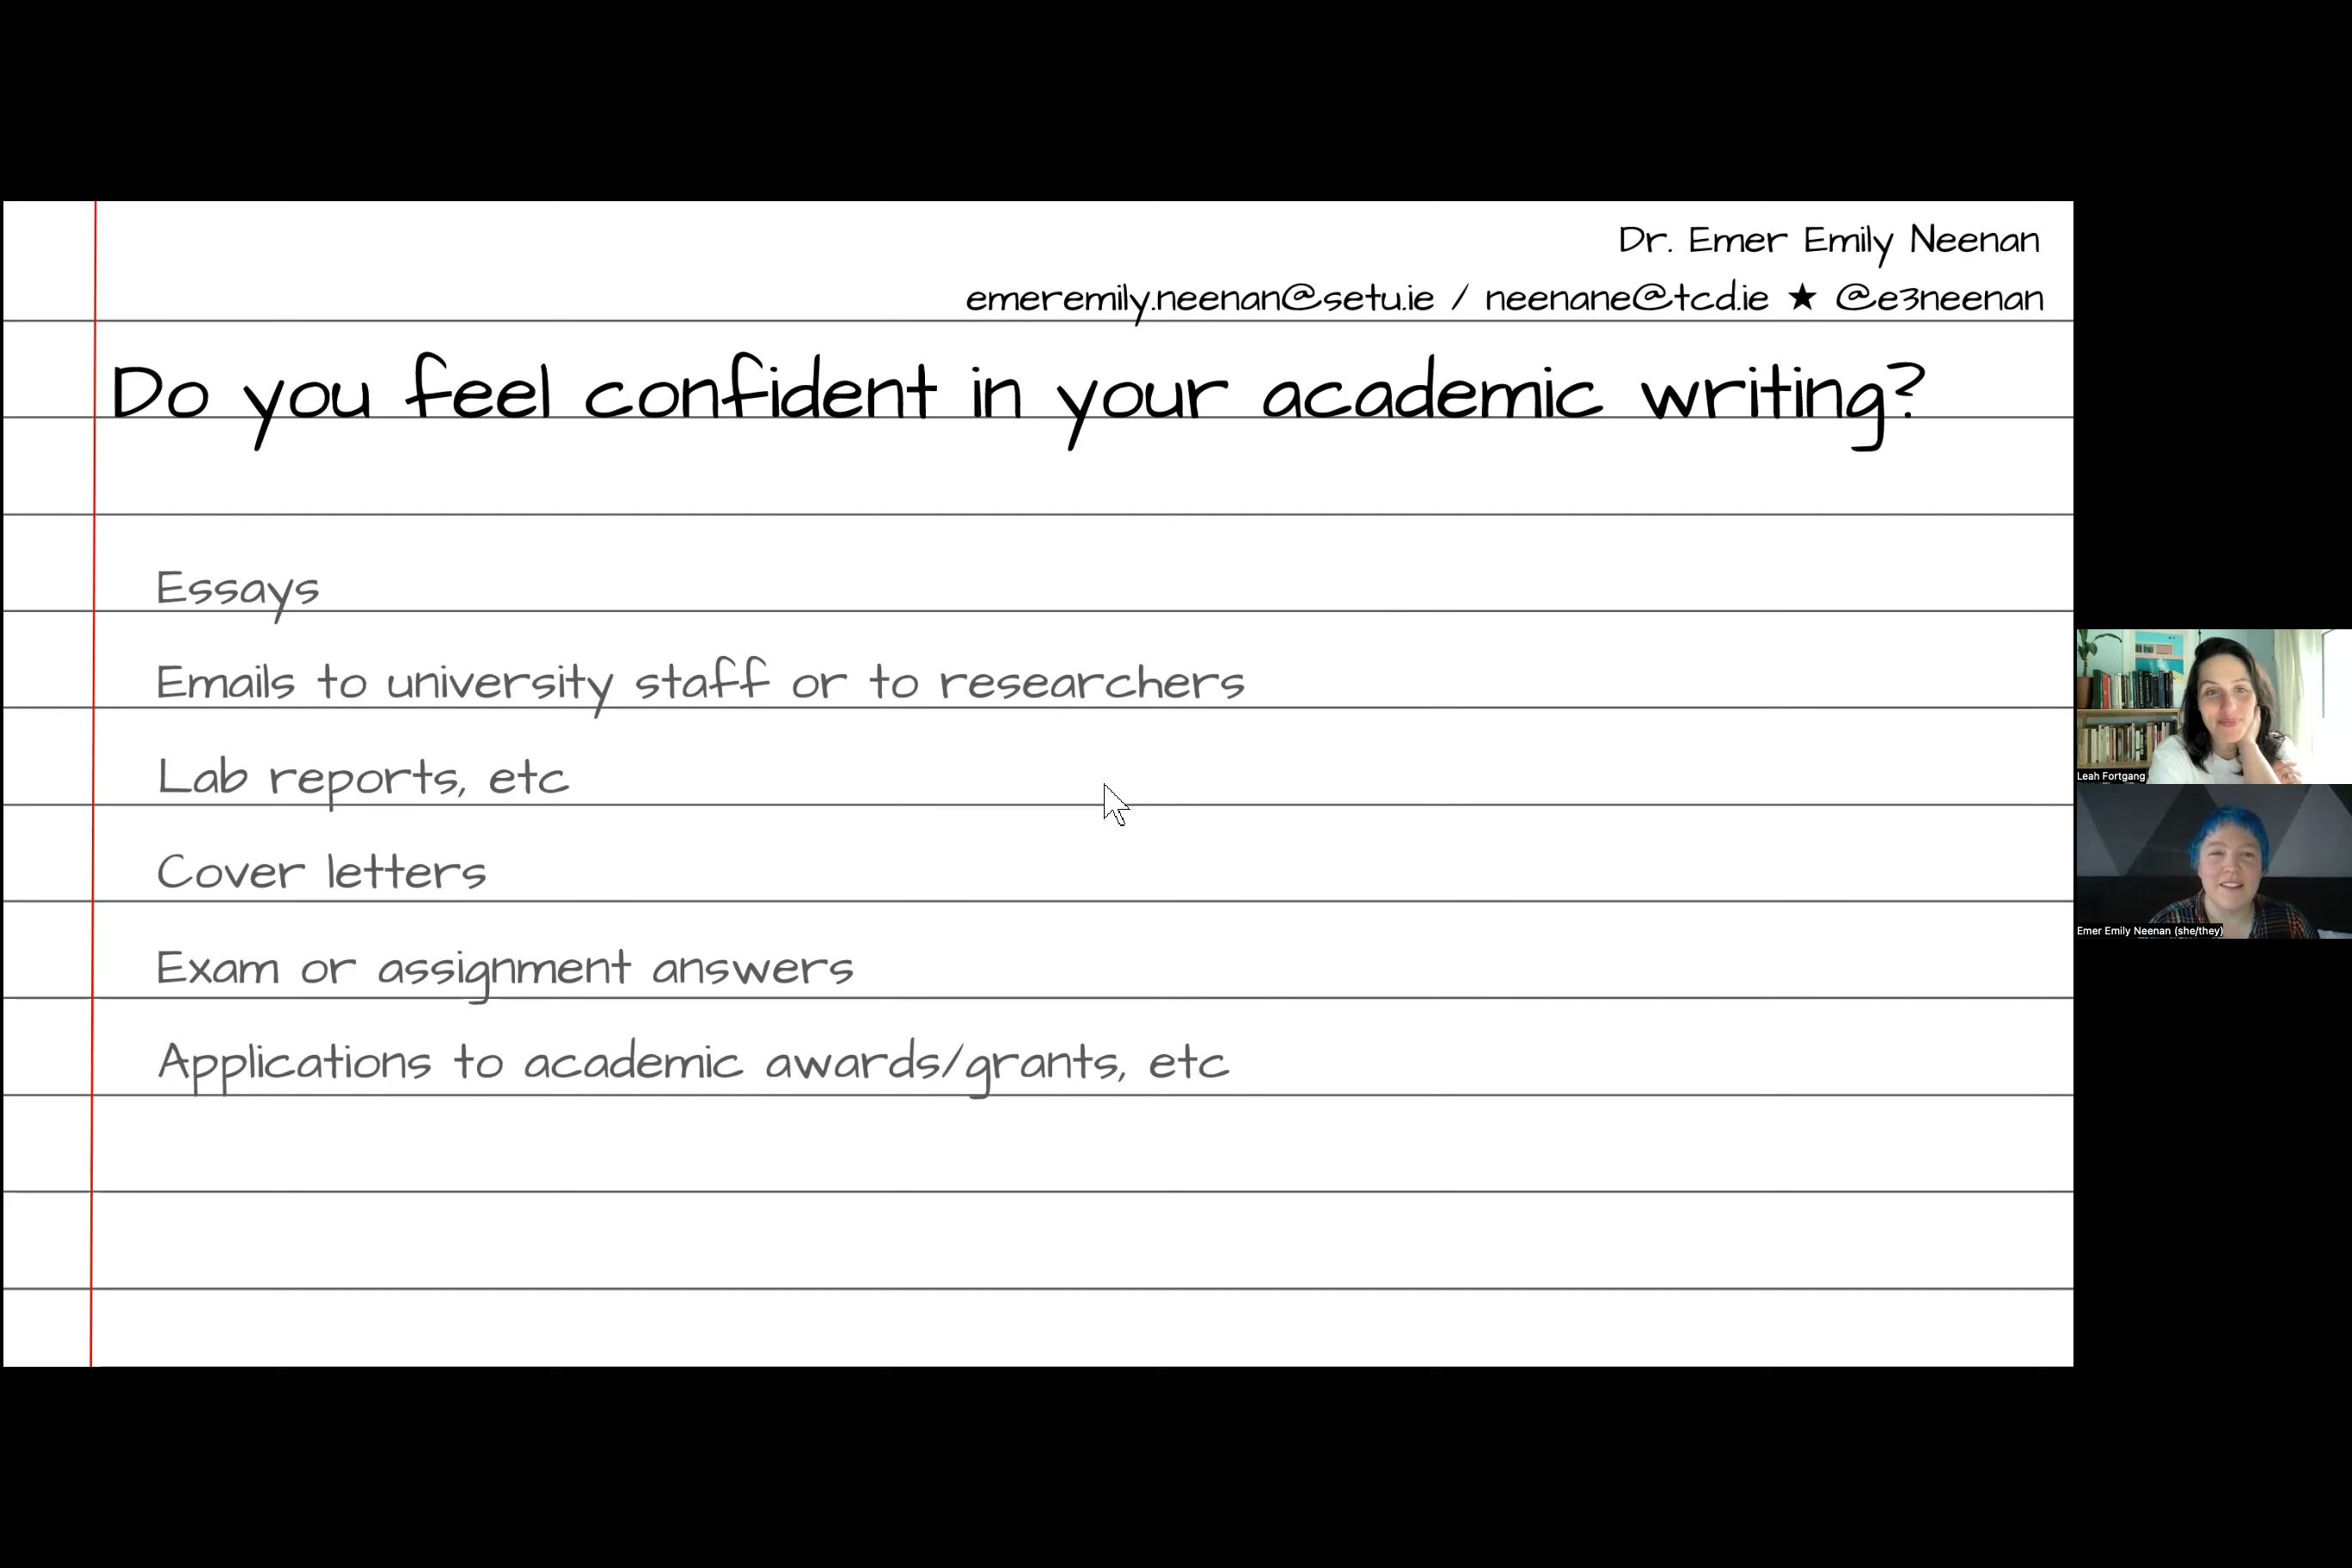 Dr. Emer Emily Neenan
emeremily.neenan@setu.ie / neenane@tcd.ie ★ @e3neenan
Do you feel confident in your academic writing?
Essays
Emails to university staff or to researchers
Lab reports, etc
Cover letters
Exam or assignment answers
Applications to academic awards/grants, etc
Leah Fortgang
Emer Emily Neenan (she/they)